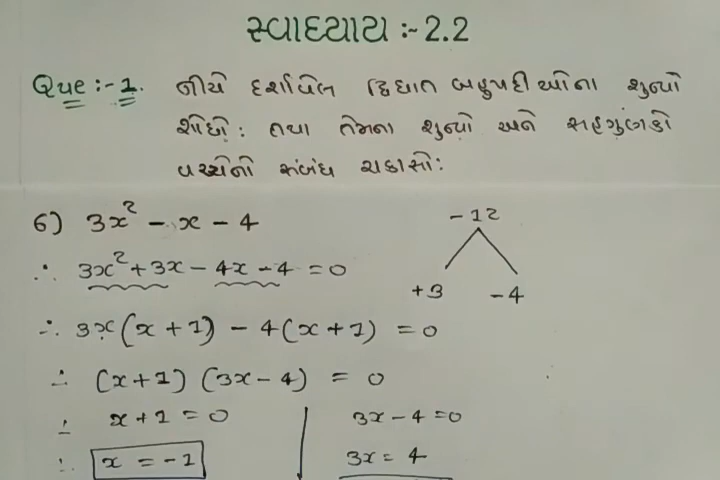 સ્વાધ્યાય :- 2.2
Que :- 1. નીચે દર્શાવેલ દ્વિઘાત બહુપદીઓના શુન્યો
શોધો : તથા તેમના શુન્યો અને સહગુણકો
વચ્ચેનો સંબંધ ચકાસો :
6) 3x² - x - 4
-12
∴ 3x² + 3x - 4x - 4 = 0
+3 -4
∴ 3x (x + 1) - 4 (x + 1) = 0
∴ (x + 1) (3x - 4) = 0
∴ x + 1 = 0 3x - 4 = 0
∴ x = -1 3x = 4